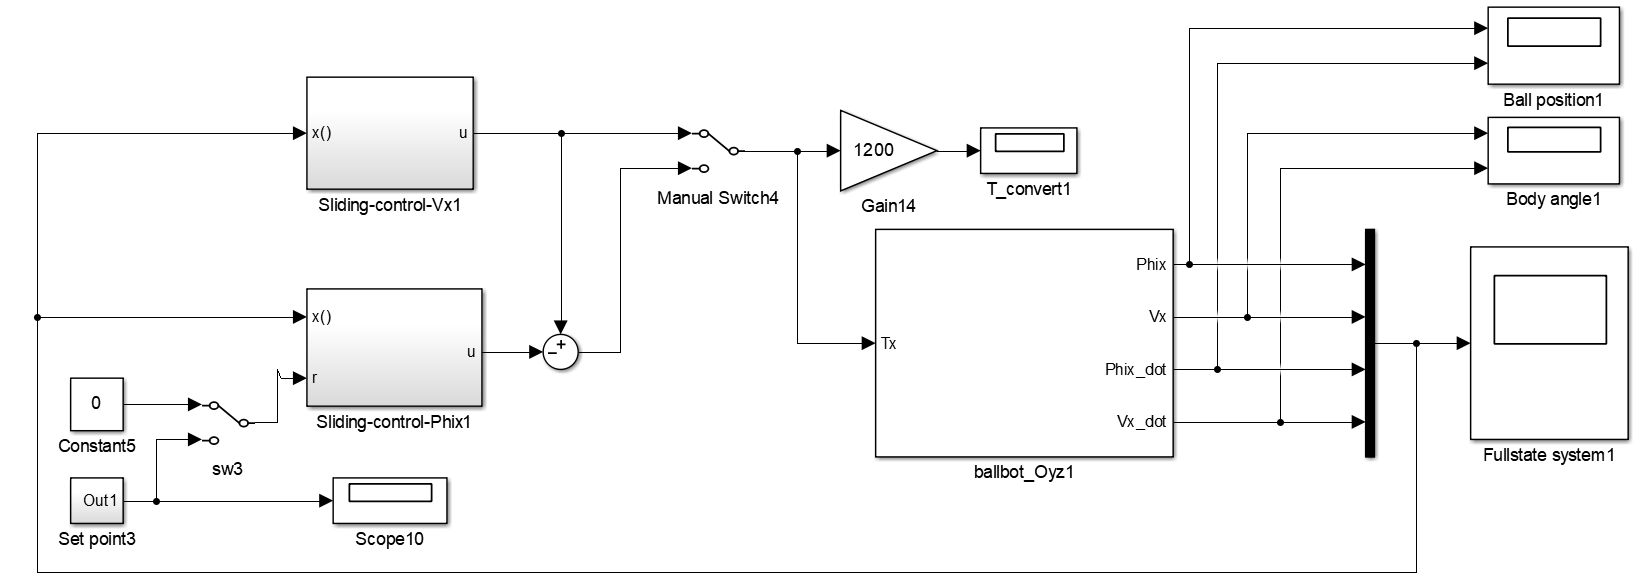 Ball position1
x()
u
Sliding-control-Vx1
Manual Switch4
1200
Gain14
T_convert1
Body angle1
x()
u
r
Sliding-control-Phix1
+
−
Tx
Phix
Vx
Phix_dot
Vx_dot
ballbot_Oyz1
Fullstate system1
0
Constant5
sw3
Out1
Set point3
Scope10